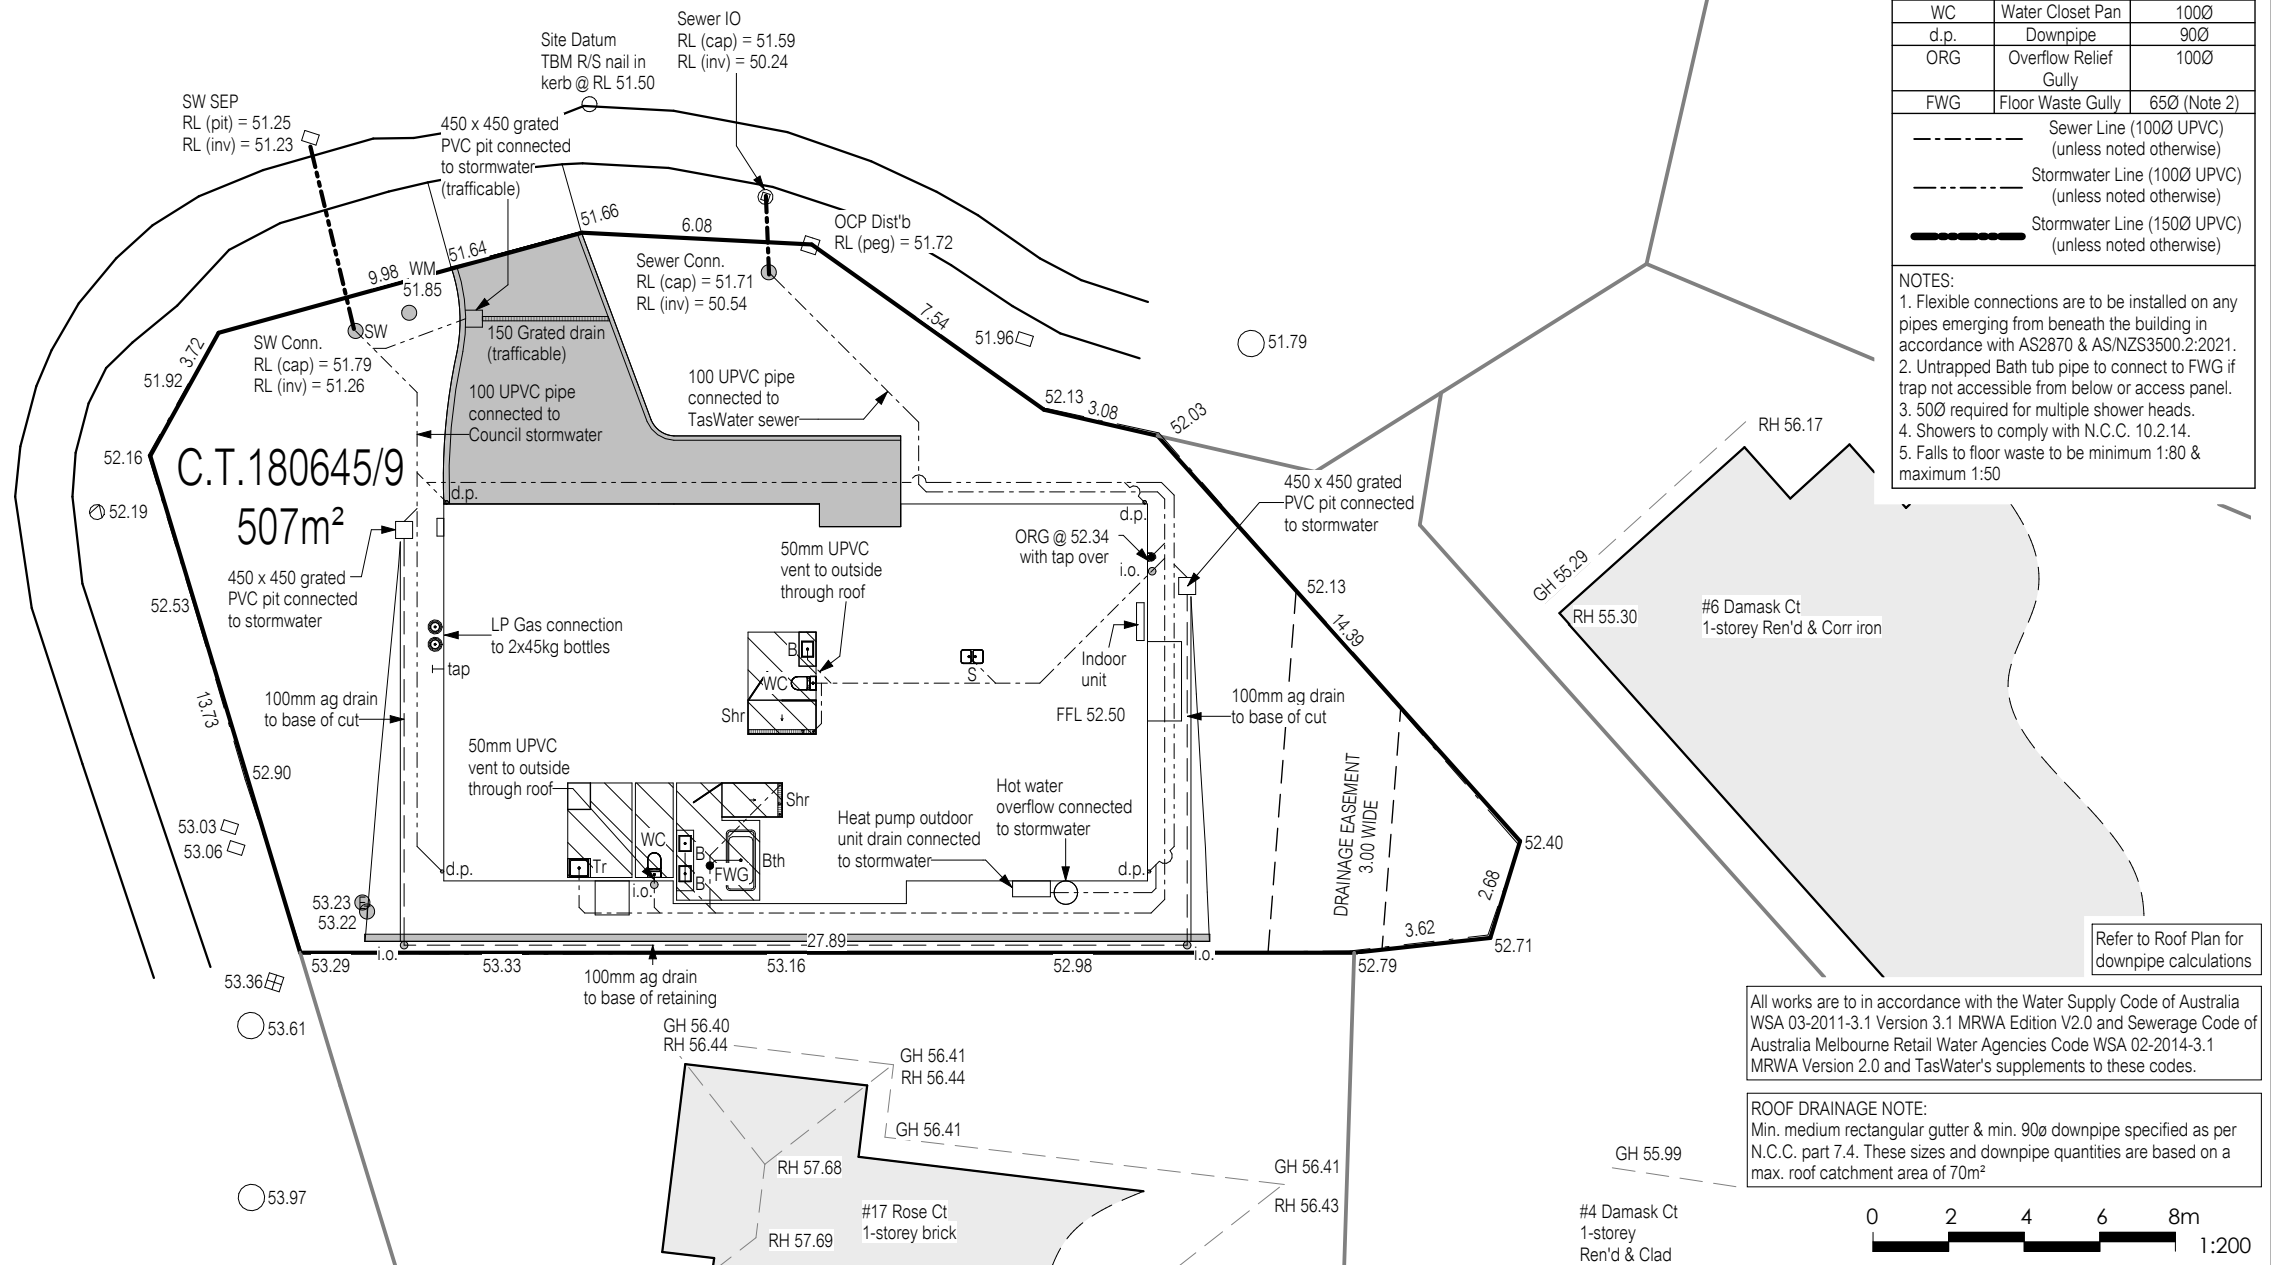 Sewer IO
RL (cap) = 51.59
RL (inv) = 50.24
Site Datum
TBM R/S nail in
kerb @ RL 51.50
SW SEP
RL (pit) = 51.25
RL (inv) = 51.23
450 x 450 grated
PVC pit connected
to stormwater
(trafficable)
51.66
6.08
OCP Dist'b
RL (peg) = 51.72
51.64
9.98
WM
51.85
Sewer Conn.
RL (cap) = 51.71
RL (inv) = 50.54
7.54
51.96
51.79
SW
SW Conn.
RL (cap) = 51.79
RL (inv) = 51.26
150 Grated drain
(trafficable)
3.72
51.92
100 UPVC pipe
connected to
Council stormwater
100 UPVC pipe
connected to
TasWater sewer
52.13
3.08
52.03
52.16
C.T.180645/9
507m²
52.19
d.p.
d.p.
450 x 450 grated
PVC pit connected
to stormwater
ORG @ 52.34
with tap over
i.o.
50mm UPVC
vent to outside
through roof
450 x 450 grated
PVC pit connected
to stormwater
52.53
52.13
14.39
LP Gas connection
to 2x45kg bottles
tap
B
WC
Shr
S
Indoor
unit
FFL 52.50
100mm ag drain
to base of cut
100mm ag drain
to base of cut
13.73
52.90
50mm UPVC
vent to outside
through roof
Shr
WC
Tr
B
B
FWG
Bth
i.o.
Heat pump outdoor
unit drain connected
to stormwater
Hot water
overflow connected
to stormwater
DRAINAGE EASEMENT
3.00 WIDE
53.03
53.06
d.p.
d.p.
52.40
2.68
53.23
E
53.22
3.62
52.71
27.89
i.o.
i.o.
53.29
53.33
53.16
52.98
52.79
53.36
53.61
53.97
100mm ag drain
to base of retaining
GH 56.40
RH 56.44
GH 56.41
RH 56.44
GH 56.41
RH 57.68
GH 56.41
RH 56.43
#17 Rose Ct
1-storey brick
RH 57.69
GH 55.99
#4 Damask Ct
1-storey
Ren'd & Clad
RH 56.17
GH 55.29
RH 55.30
#6 Damask Ct
1-storey Ren'd & Corr iron
WC Water Closet Pan 100Ø
d.p. Downpipe 90Ø
ORG Overflow Relief 100Ø
Gully
FWG Floor Waste Gully 65Ø (Note 2)
Sewer Line (100Ø UPVC)
(unless noted otherwise)
Stormwater Line (100Ø UPVC)
(unless noted otherwise)
Stormwater Line (150Ø UPVC)
(unless noted otherwise)
NOTES:
1. Flexible connections are to be installed on any
pipes emerging from beneath the building in
accordance with AS2870 & AS/NZS3500.2:2021.
2. Untrapped Bath tub pipe to connect to FWG if
trap not accessible from below or access panel.
3. 50Ø required for multiple shower heads.
4. Showers to comply with N.C.C. 10.2.14.
5. Falls to floor waste to be minimum 1:80 &
maximum 1:50
Refer to Roof Plan for
downpipe calculations
All works are to in accordance with the Water Supply Code of Australia
WSA 03-2011-3.1 Version 3.1 MRWA Edition V2.0 and Sewerage Code of
Australia Melbourne Retail Water Agencies Code WSA 02-2014-3.1
MRWA Version 2.0 and TasWater's supplements to these codes.
ROOF DRAINAGE NOTE:
Min. medium rectangular gutter & min. 90ø downpipe specified as per
N.C.C. part 7.4. These sizes and downpipe quantities are based on a
max. roof catchment area of 70m²
0 2 4 6 8m
1:200